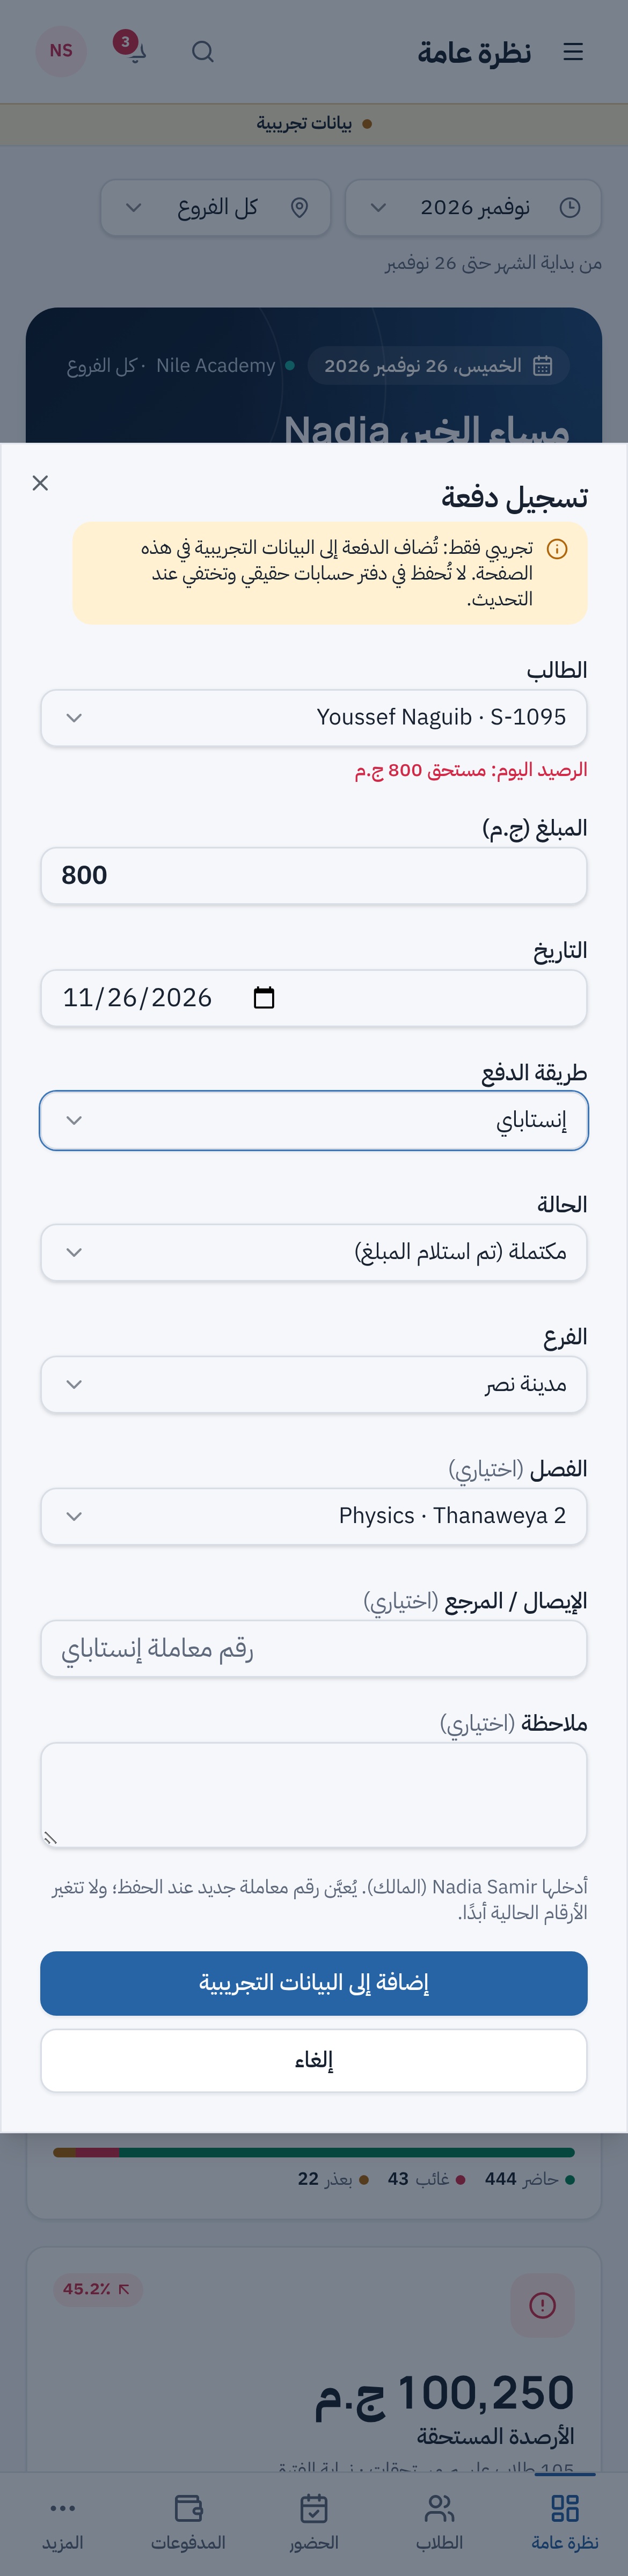 نظرة عامة
3
NS
بيانات تجريبية
نوفمبر 2026
كل الفروع
من بداية الشهر حتى 26 نوفمبر
الخميس، 26 نوفمبر 2026
Nile Academy · كل الفروع
مساء الخير، Nadia
تسجيل دفعة
تجريبي فقط: تُضاف الدفعة إلى البيانات التجريبية في هذه
الصفحة. لا تُحفظ في دفتر حسابات حقيقي وتختفي عند
التحديث.
الطالب
Youssef Naguib · S-1095
الرصيد اليوم: مستحق 800 ج.م
المبلغ (ج.م)
800
التاريخ
11/26/2026
طريقة الدفع
إنستاباي
الحالة
مكتملة (تم استلام المبلغ)
الفرع
مدينة نصر
الفصل (اختياري)
Physics · Thanaweya 2
الإيصال / المرجع (اختياري)
رقم معاملة إنستاباي
ملاحظة (اختياري)
أدخلها Nadia Samir (المالك). يُعيَّن رقم معاملة جديد عند الحفظ؛ ولا تتغير
الأرقام الحالية أبدًا.
إضافة إلى البيانات التجريبية
إلغاء
حاضر 444 غائب 43 بعذر 22
45.2%
100,250 ج.م
الأرصدة المستحقة
نظرة عامة
الطلاب
الحضور
المدفوعات
المزيد